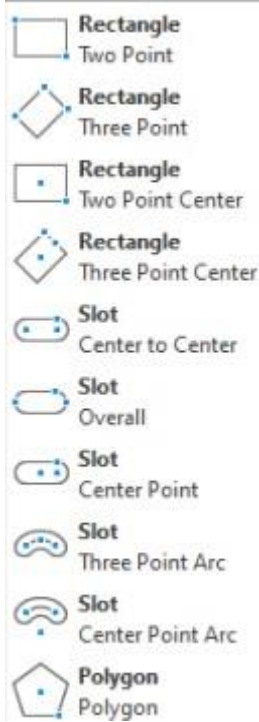 Rectangle
Two Point
Rectangle
Three Point
Rectangle
Two Point Center
Rectangle
Three Point Center
Slot
Center to Center
Slot
Overall
Slot
Center Point
Slot
Three Point Arc
Slot
Center Point Arc
Polygon
Polygon